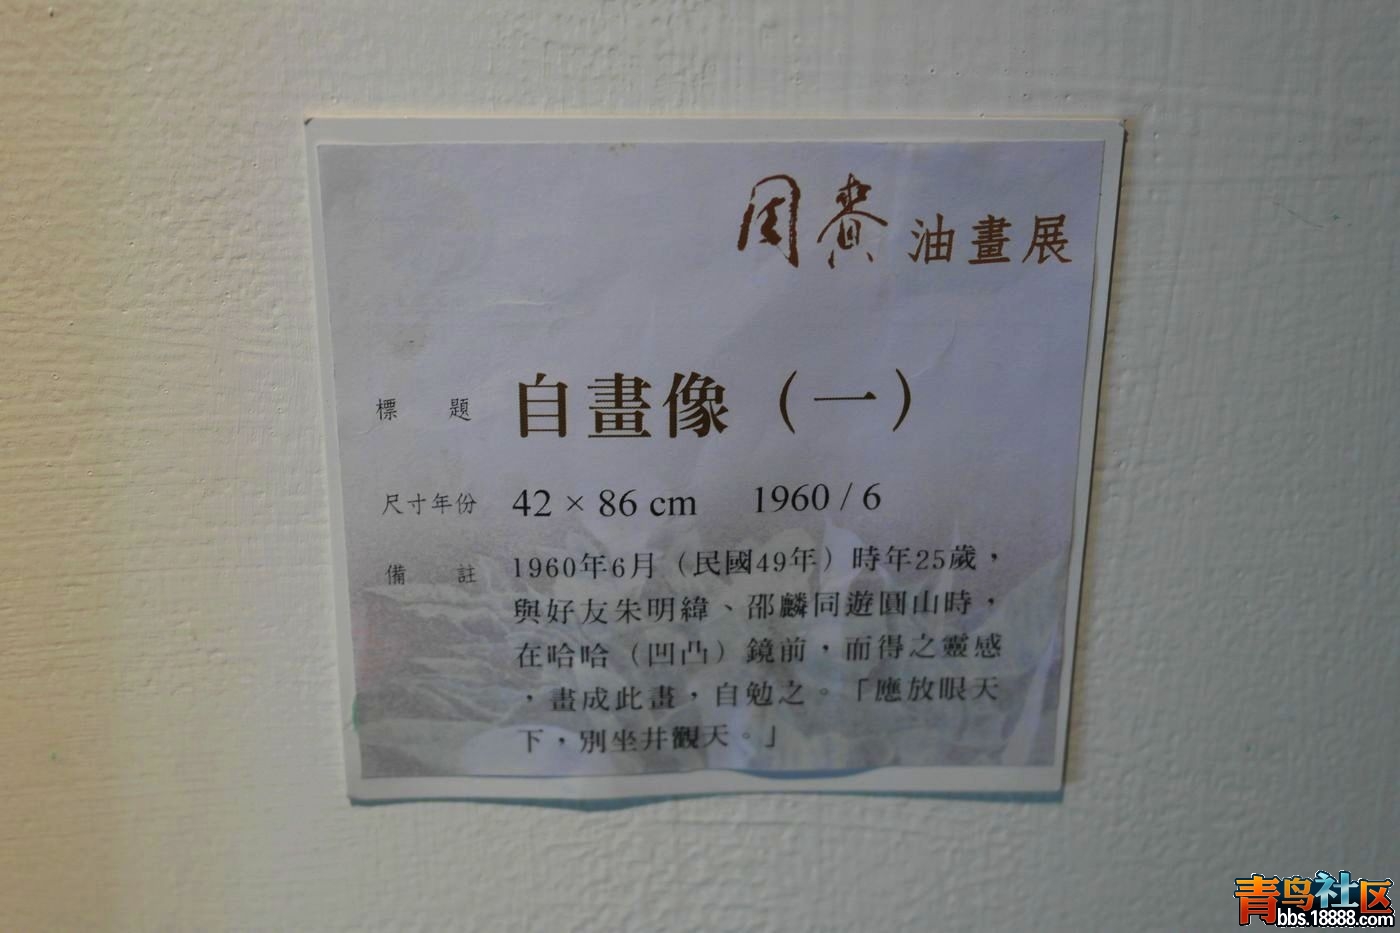 周賁油畫展
標題 自畫像（一）
尺寸年份 42 × 86 cm 1960 / 6
備註 1960年6月（民國49年）時年25歲，
與好友朱明緯、邵麟同遊圓山時，
在哈哈（凹凸）鏡前，而得之靈感
，畫成此畫，自勉之。「應放眼天
下，別坐井觀天。」
青鸟社区
bbs.18888.com